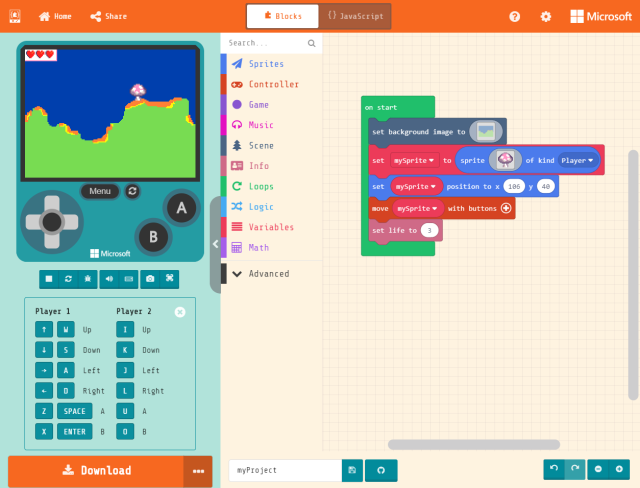 Home
Share
Blocks
{} JavaScript
Microsoft
Menu
A
B
Microsoft
Player 1
Player 2
↑ W Up
I Up
↓ S Down
K Down
→ A Left
J Left
← D Right
L Right
Z SPACE A
U A
X ENTER B
O B
Download
Search...
Sprites
Controller
Game
Music
Scene
Info
Loops
Logic
Variables
Math
Advanced
on start
set background image to
set mySprite to sprite of kind Player
set mySprite position to x 106 y 40
move mySprite with buttons
set life to 3
myProject